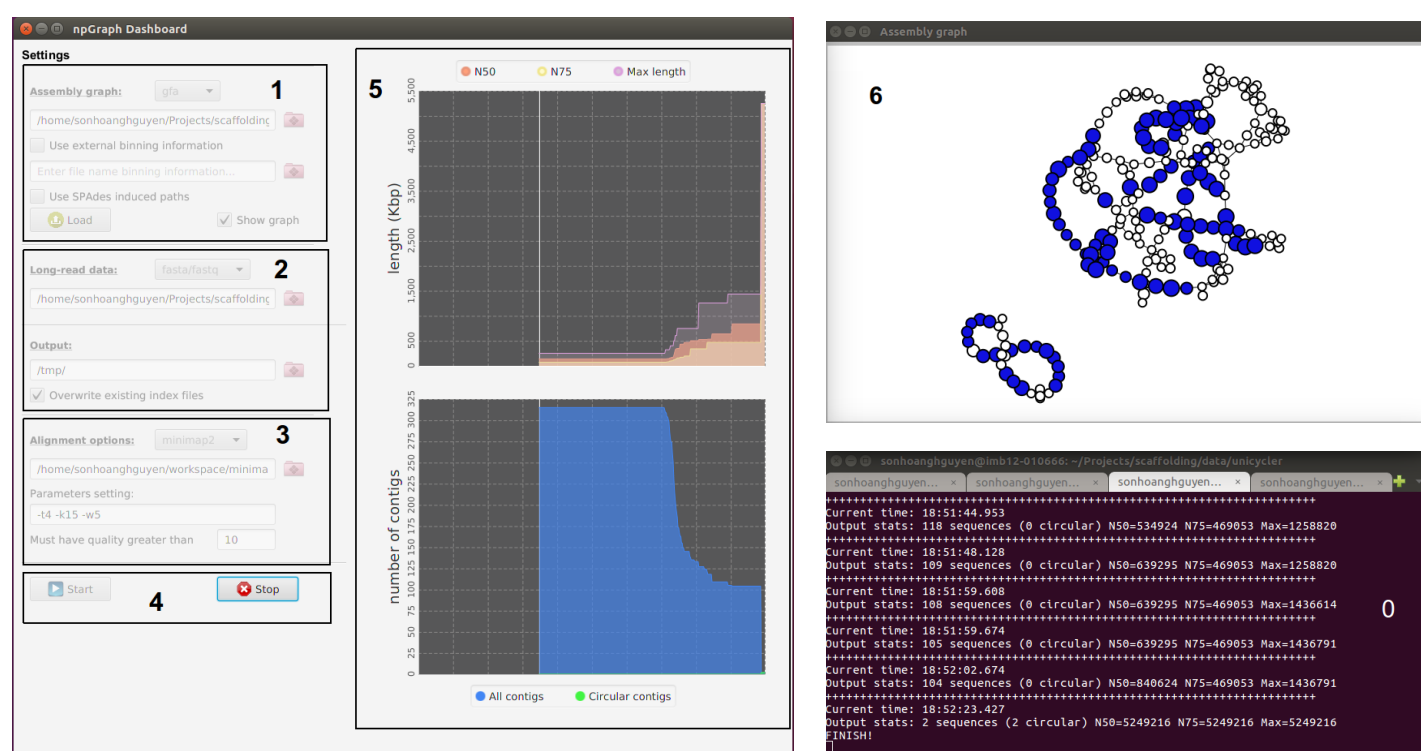 npGraph Dashboard
Settings
1
Assembly graph: gfa
/home/sonhoanghguyen/Projects/scaffolding
Use external binning information
Enter file name binning information...
Use SPAdes induced paths
Load Show graph
2
Long-read data: fasta/fastq
/home/sonhoanghguyen/Projects/scaffolding
Output:
/tmp/
Overwrite existing index files
3
Alignment options: minimap2
/home/sonhoanghguyen/workspace/minima
Parameters setting:
-t4 -k15 -w5
Must have quality greater than 10
Start 4 Stop
5
N50 N75 Max length
length (Kbp)
5,500
4,500
3,500
2,500
1,500
500
0
number of contigs
325
300
275
250
225
200
175
150
125
100
75
50
25
0
All contigs Circular contigs
Assembly graph
6
sonhoanghguyen@imb12-010666: ~/Projects/scaffolding/data/unicycler
sonhoanghguyen... × sonhoanghguyen... × sonhoanghguyen... × sonhoanghguyen... ×
+++++++++++++++++++++++++++++++++++++++++++++++++++++++++++++++++++++++
Current time: 18:51:44.953
Output stats: 118 sequences (0 circular) N50=534924 N75=469053 Max=1258820
+++++++++++++++++++++++++++++++++++++++++++++++++++++++++++++++++++++++
Current time: 18:51:48.128
Output stats: 109 sequences (0 circular) N50=639295 N75=469053 Max=1258820
+++++++++++++++++++++++++++++++++++++++++++++++++++++++++++++++++++++++
Current time: 18:51:59.608
Output stats: 108 sequences (0 circular) N50=639295 N75=469053 Max=1436614
0
+++++++++++++++++++++++++++++++++++++++++++++++++++++++++++++++++++++++
Current time: 18:51:59.674
Output stats: 105 sequences (0 circular) N50=639295 N75=469053 Max=1436791
+++++++++++++++++++++++++++++++++++++++++++++++++++++++++++++++++++++++
Current time: 18:52:02.674
Output stats: 104 sequences (0 circular) N50=840624 N75=469053 Max=1436791
+++++++++++++++++++++++++++++++++++++++++++++++++++++++++++++++++++++++
Current time: 18:52:23.427
Output stats: 2 sequences (2 circular) N50=5249216 N75=5249216 Max=5249216
FINISH!